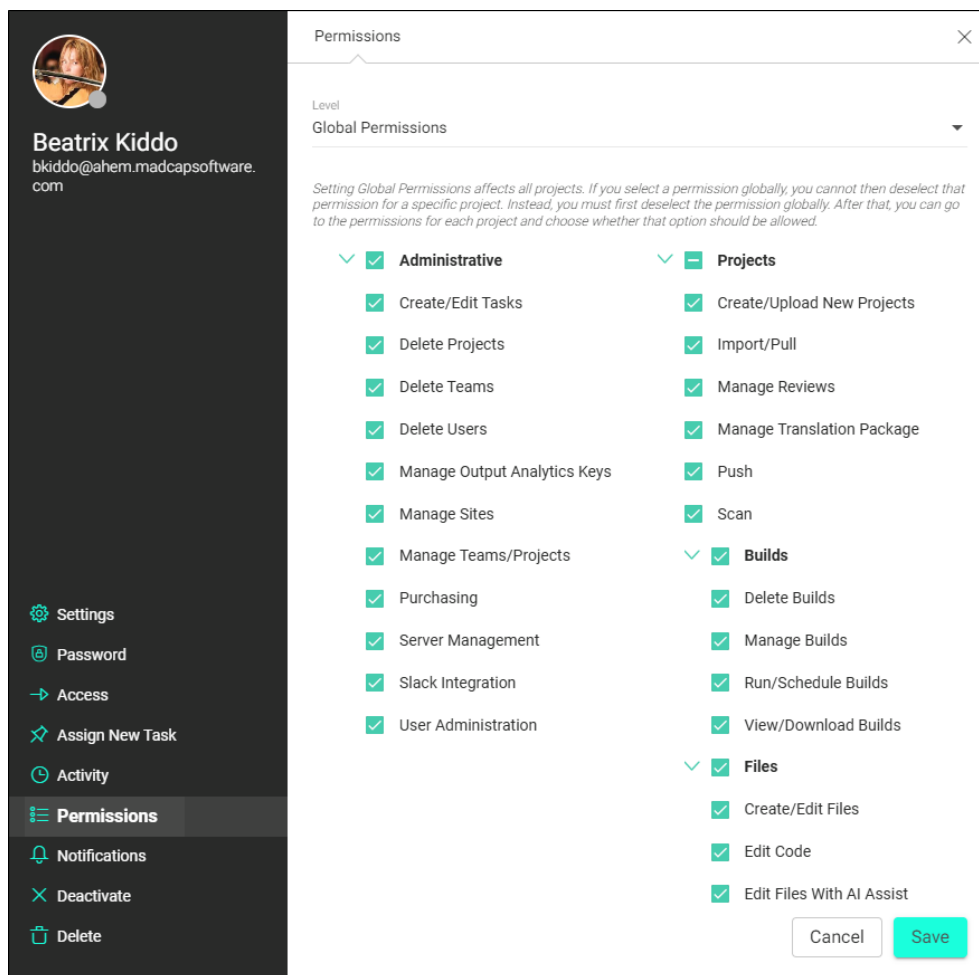 Beatrix Kiddo
bkiddo@ahem.madcapsoftware.
com
Settings
Password
Access
Assign New Task
Activity
Permissions
Notifications
Deactivate
Delete
Permissions
Level
Global Permissions
Setting Global Permissions affects all projects. If you select a permission globally, you cannot then deselect that
permission for a specific project. Instead, you must first deselect the permission globally. After that, you can go
to the permissions for each project and choose whether that option should be allowed.
Administrative
Create/Edit Tasks
Delete Projects
Delete Teams
Delete Users
Manage Output Analytics Keys
Manage Sites
Manage Teams/Projects
Purchasing
Server Management
Slack Integration
User Administration
Projects
Create/Upload New Projects
Import/Pull
Manage Reviews
Manage Translation Package
Push
Scan
Builds
Delete Builds
Manage Builds
Run/Schedule Builds
View/Download Builds
Files
Create/Edit Files
Edit Code
Edit Files With AI Assist
Cancel
Save